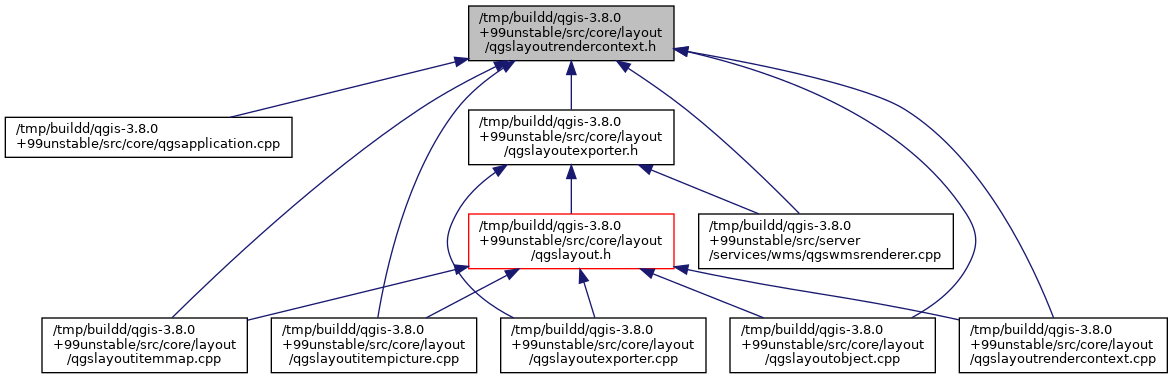 /tmp/buildd/qgis-3.8.0
+99unstable/src/core/layout
/qgslayoutrendercontext.h
/tmp/buildd/qgis-3.8.0
+99unstable/src/core/qgsapplication.cpp
/tmp/buildd/qgis-3.8.0
+99unstable/src/core/layout
/qgslayoutexporter.h
/tmp/buildd/qgis-3.8.0
+99unstable/src/core/layout
/qgslayout.h
/tmp/buildd/qgis-3.8.0
+99unstable/src/server
/services/wms/qgswmsrenderer.cpp
/tmp/buildd/qgis-3.8.0
+99unstable/src/core/layout
/qgslayoutitemmap.cpp
/tmp/buildd/qgis-3.8.0
+99unstable/src/core/layout
/qgslayoutitempicture.cpp
/tmp/buildd/qgis-3.8.0
+99unstable/src/core/layout
/qgslayoutexporter.cpp
/tmp/buildd/qgis-3.8.0
+99unstable/src/core/layout
/qgslayoutobject.cpp
/tmp/buildd/qgis-3.8.0
+99unstable/src/core/layout
/qgslayoutrendercontext.cpp